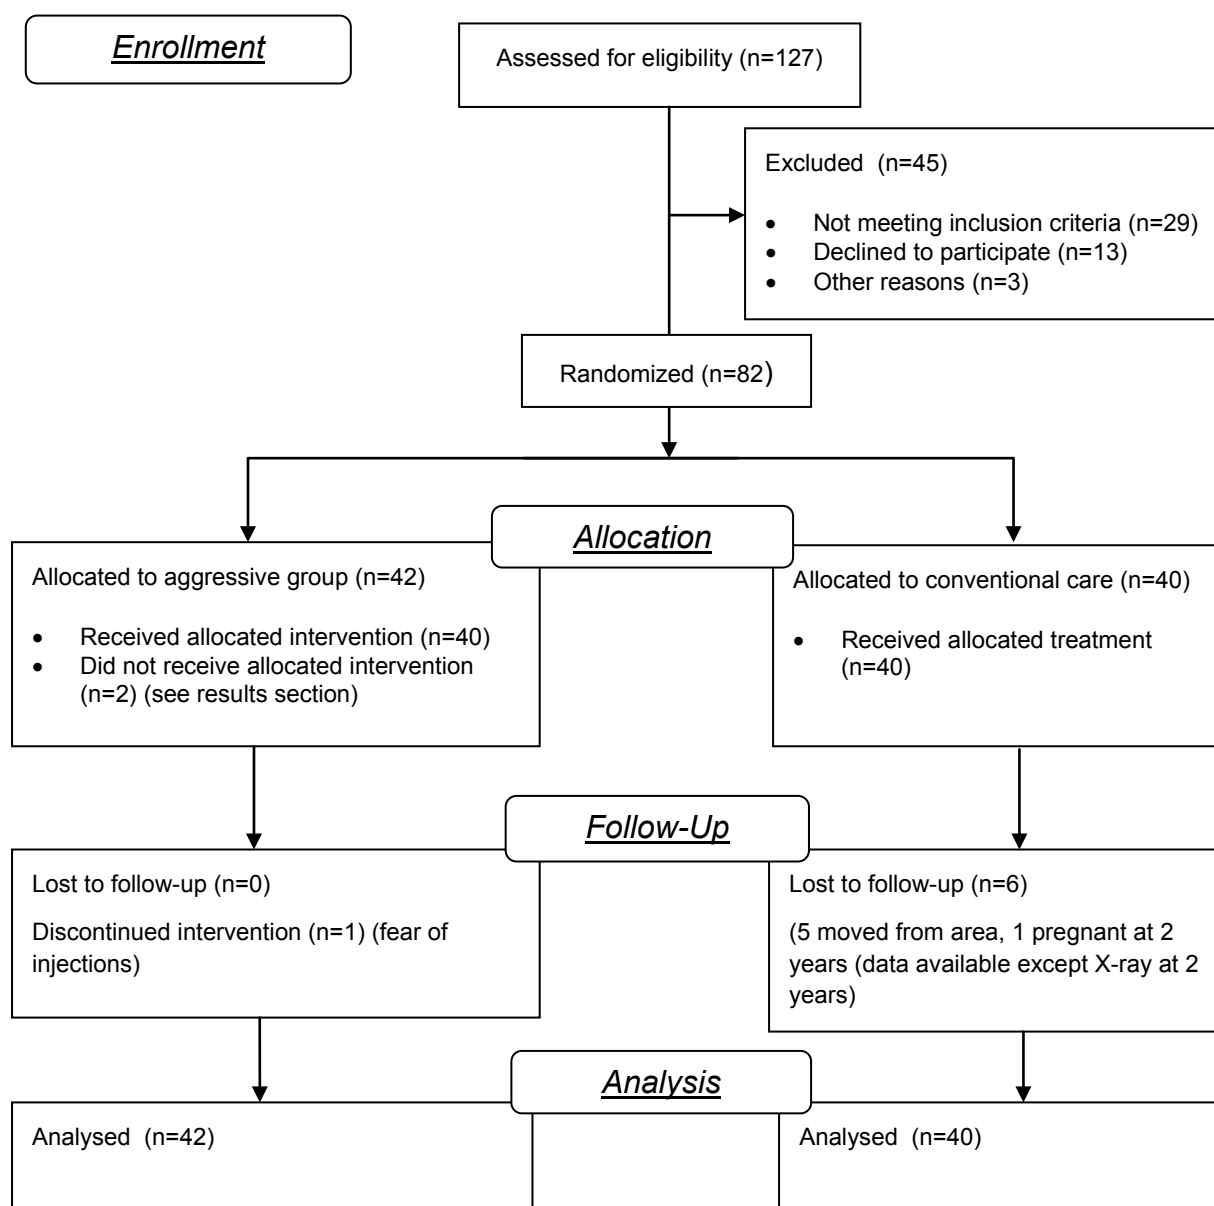 Enrollment
Assessed for eligibility (n=127)
Excluded  (n=45)
• Not meeting inclusion criteria (n=29)
• Declined to participate (n=13)
• Other reasons (n=3)
Randomized (n=82)
Allocation
Allocated to aggressive group (n=42)
• Received allocated intervention (n=40)
• Did not receive allocated intervention
(n=2) (see results section)
Allocated to conventional care (n=40)
• Received allocated treatment
(n=40)
Follow-Up
Lost to follow-up (n=0)
Discontinued intervention (n=1) (fear of
injections)
Lost to follow-up (n=6)
(5 moved from area, 1 pregnant at 2
years (data available except X-ray at 2
years)
Analysis
Analysed  (n=42)
Analysed  (n=40)